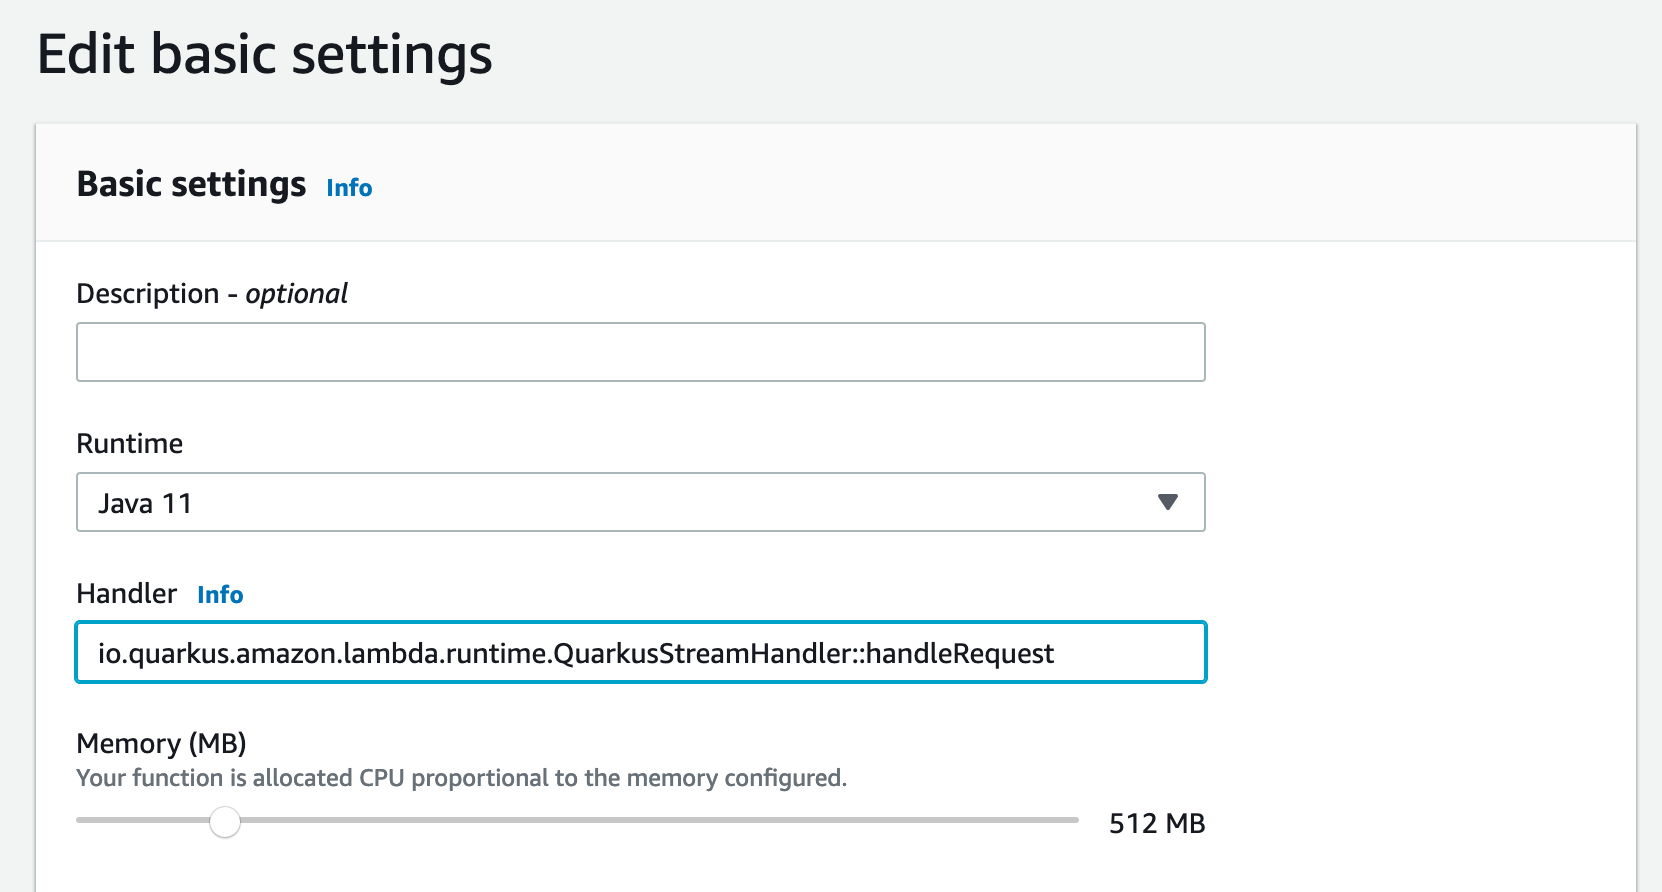 Edit basic settings
Basic settings Info
Description - optional
Runtime
Java 11
Handler Info
io.quarkus.amazon.lambda.runtime.QuarkusStreamHandler::handleRequest
Memory (MB)
Your function is allocated CPU proportional to the memory configured.
512 MB